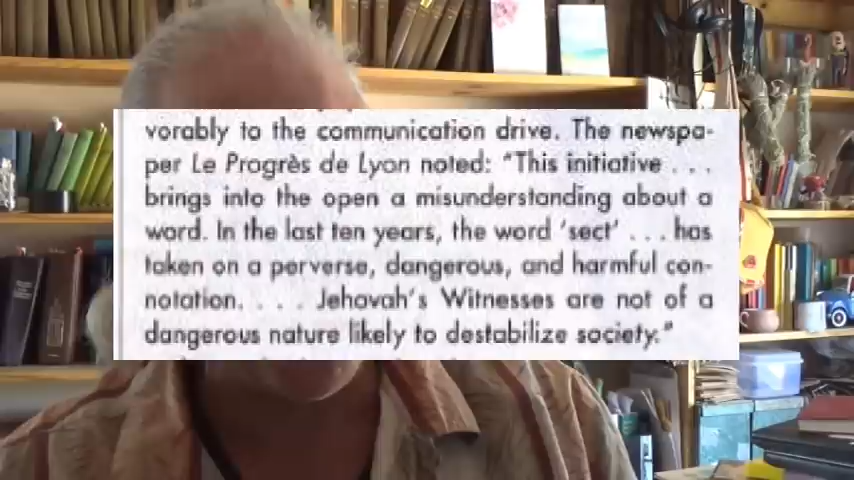 vorably to the communication drive. The newspa-
per Le Progrès de Lyon noted: "This initiative . . .
brings into the open a misunderstanding about a
word. In the last ten years, the word 'sect' . . . has
taken on a perverse, dangerous, and harmful con-
notation. . . . Jehovah's Witnesses are not of a
dangerous nature likely to destabilize society."